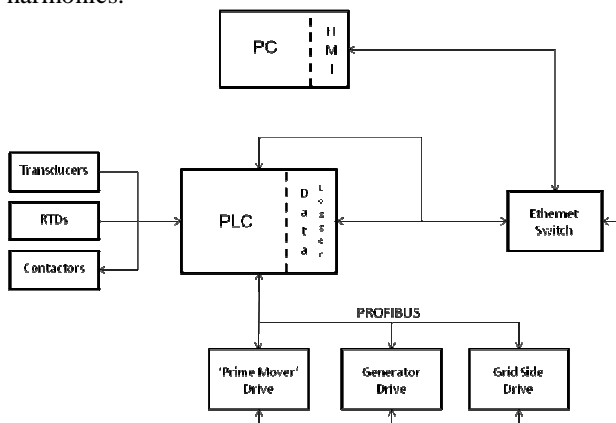 harmonics.
PC
H
M
I
Transducers
RTDs
Contactors
PLC
D
a
t
a
L
o
g
g
e
r
Ethernet
Switch
PROFIBUS
'Prime Mover'
Drive
Generator
Drive
Grid Side
Drive